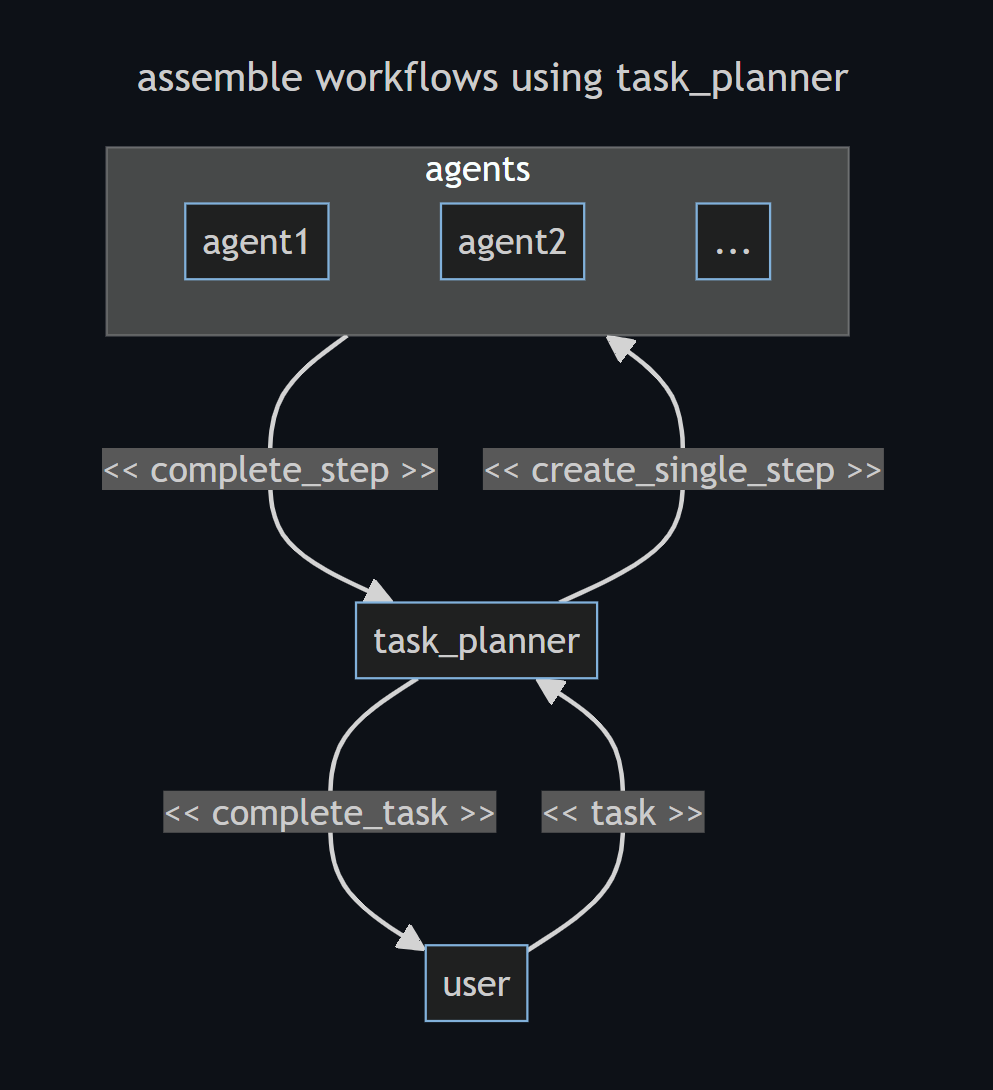 assemble workflows using task_planner
agents
agent1
agent2
...
<< complete_step >>
<< create_single_step >>
task_planner
<< complete_task >>
<< task >>
user